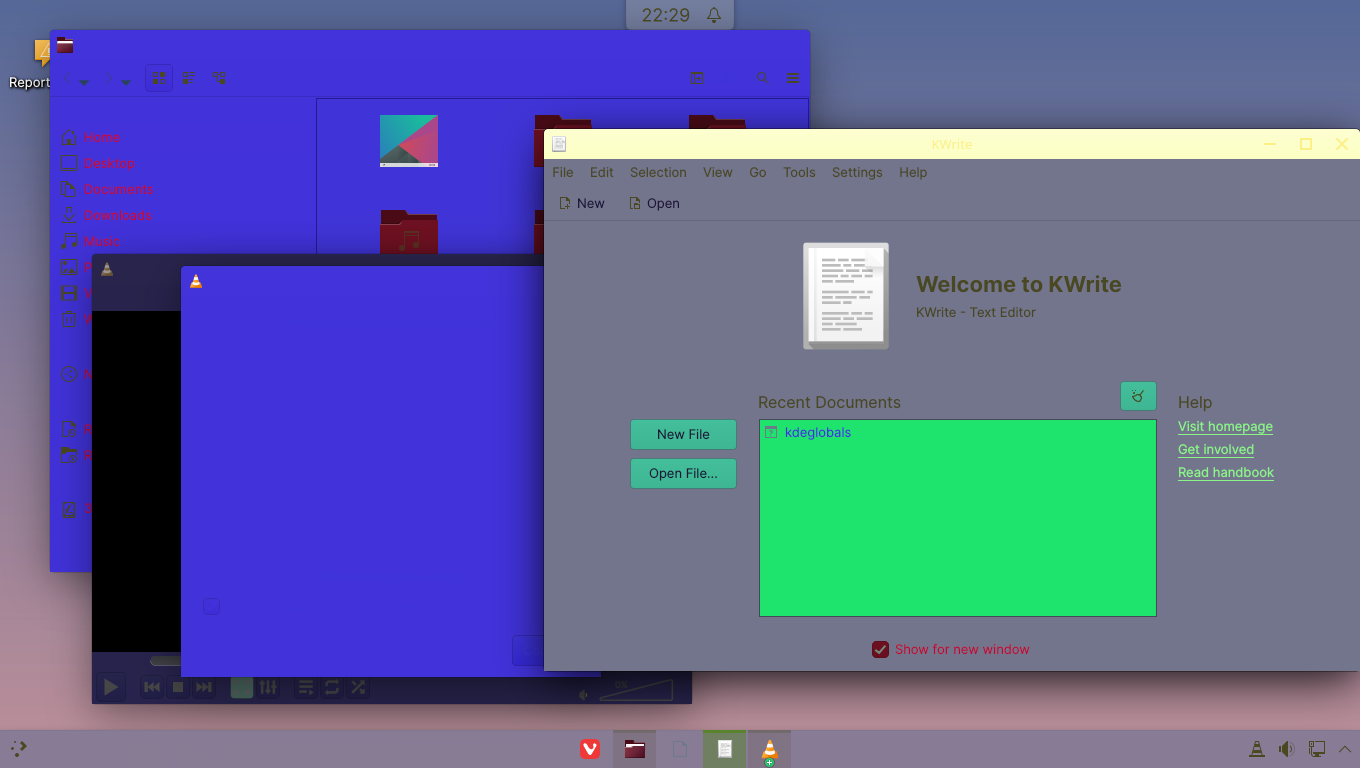 22:29
Report
Home
Desktop
Documents
Downloads
Music
KWrite
File Edit Selection View Go Tools Settings Help
New Open
Welcome to KWrite
KWrite - Text Editor
Recent Documents
Help
kdeglobals
New File
Open File...
Visit homepage
Get involved
Read handbook
Show for new window
0%